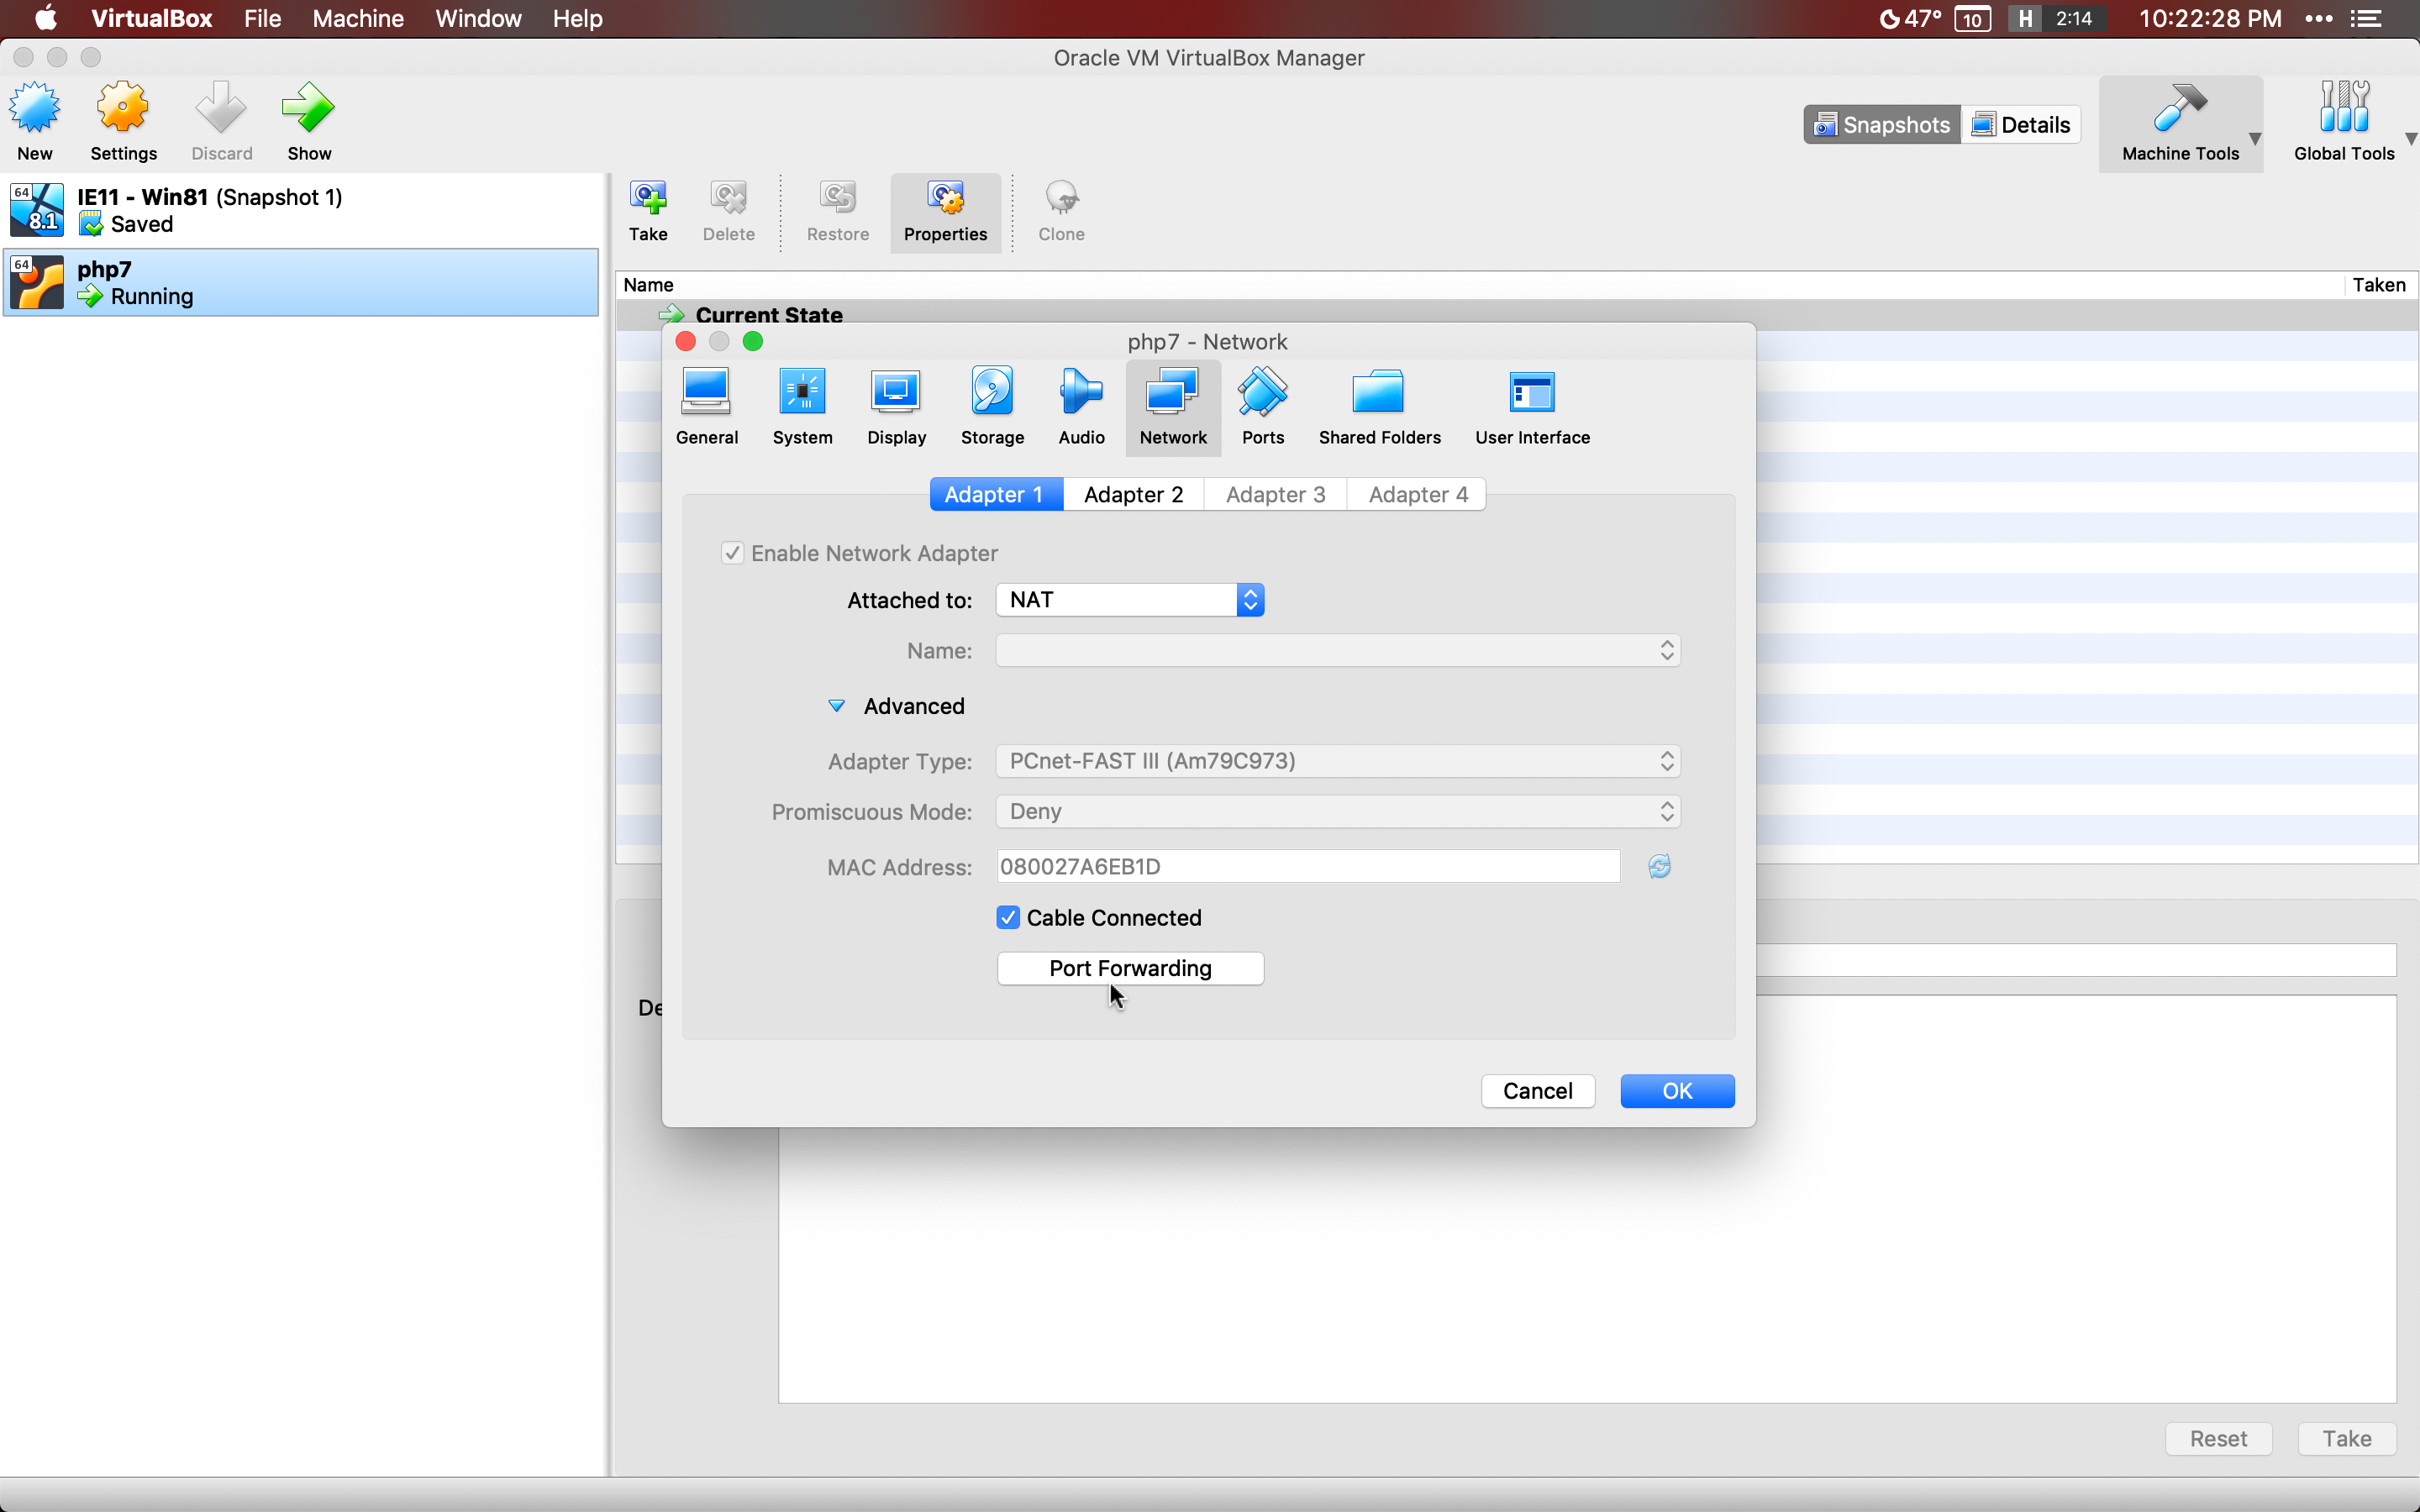 VirtualBox File Machine Window Help 47° 10 H 2:14 10:22:28 PM
Oracle VM VirtualBox Manager
New Settings Discard Show Snapshots Details Machine Tools Global Tools
64 8.1 IE11 - Win81 (Snapshot 1)
Saved
64 php7
Running
Take Delete Restore Properties Clone
Name Taken
Current State
php7 - Network
General System Display Storage Audio Network Ports Shared Folders User Interface
Adapter 1 Adapter 2 Adapter 3 Adapter 4
Enable Network Adapter
Attached to: NAT
Name:
Advanced
Adapter Type: PCnet-FAST III (Am79C973)
Promiscuous Mode: Deny
MAC Address: 080027A6EB1D
Cable Connected
Port Forwarding
De
Cancel OK
Reset Take